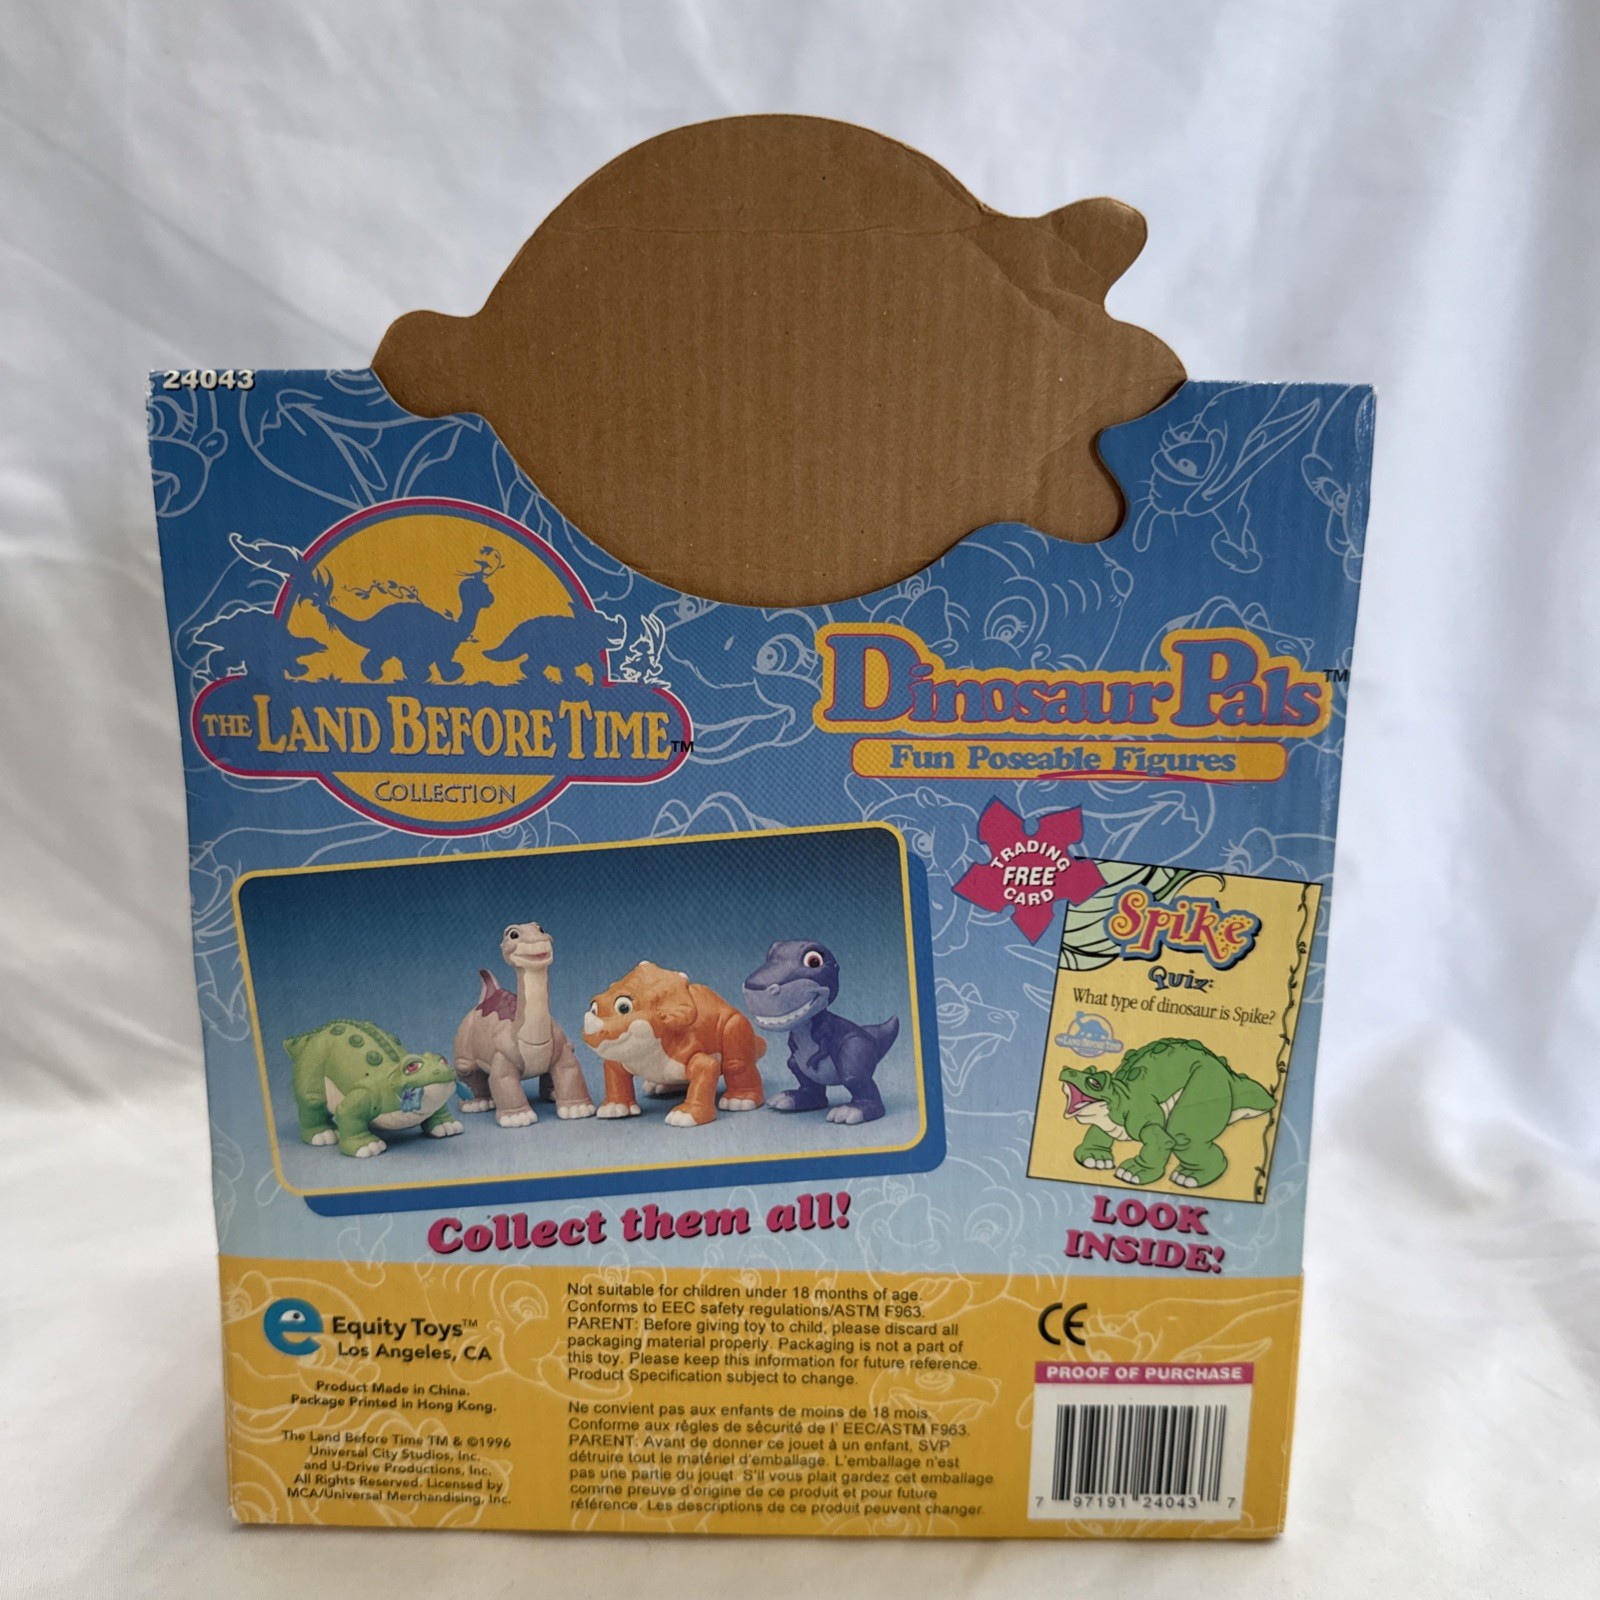 24043
THE LAND BEFORE TIME™
COLLECTION
Dinosaur Pals™
Fun Poseable Figures
TRADING
FREE
CARD
Spike
Quiz:
What type of dinosaur is Spike?
THE LAND BEFORE TIME
Collect them all!
LOOK
INSIDE!
e Equity Toys™
Los Angeles, CA
Product Made in China.
Package Printed in Hong Kong.
The Land Before Time TM & ©1996
Universal City Studios, Inc.
and U-Drive Productions, Inc.
All Rights Reserved. Licensed by
MCA/Universal Merchandising, Inc.
Not suitable for children under 18 months of age.
Conforms to EEC safety regulations/ASTM F963.
PARENT: Before giving toy to child, please discard all
packaging material properly. Packaging is not a part of
this toy. Please keep this information for future reference.
Product Specification subject to change.
Ne convient pas aux enfants de moins de 18 mois.
Conforme aux règles de sécurité de l' EEC/ASTM F963.
PARENT: Avant de donner ce jouet à un enfant, SVP
détruire tout le matériel d'emballage. L'emballage n'est
pas une partie du jouet. S'il vous plait gardez cet emballage
comme preuve d'origine de ce produit et pour future
référence. Les descriptions de ce produit peuvent changer.
CE
PROOF OF PURCHASE
7 97191 24043 7